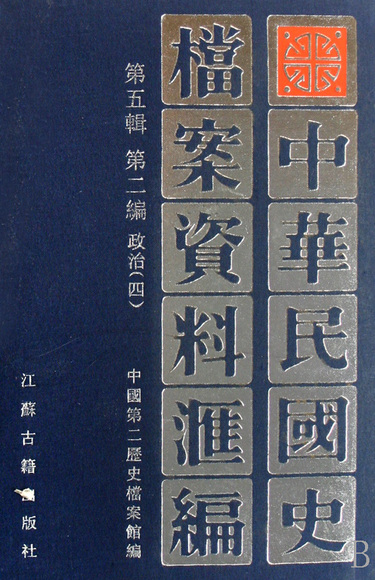 中華民國史
檔案資料滙編
第五輯 第二編 政治(四)
中國第二歷史檔案館編
江蘇古籍版社
B